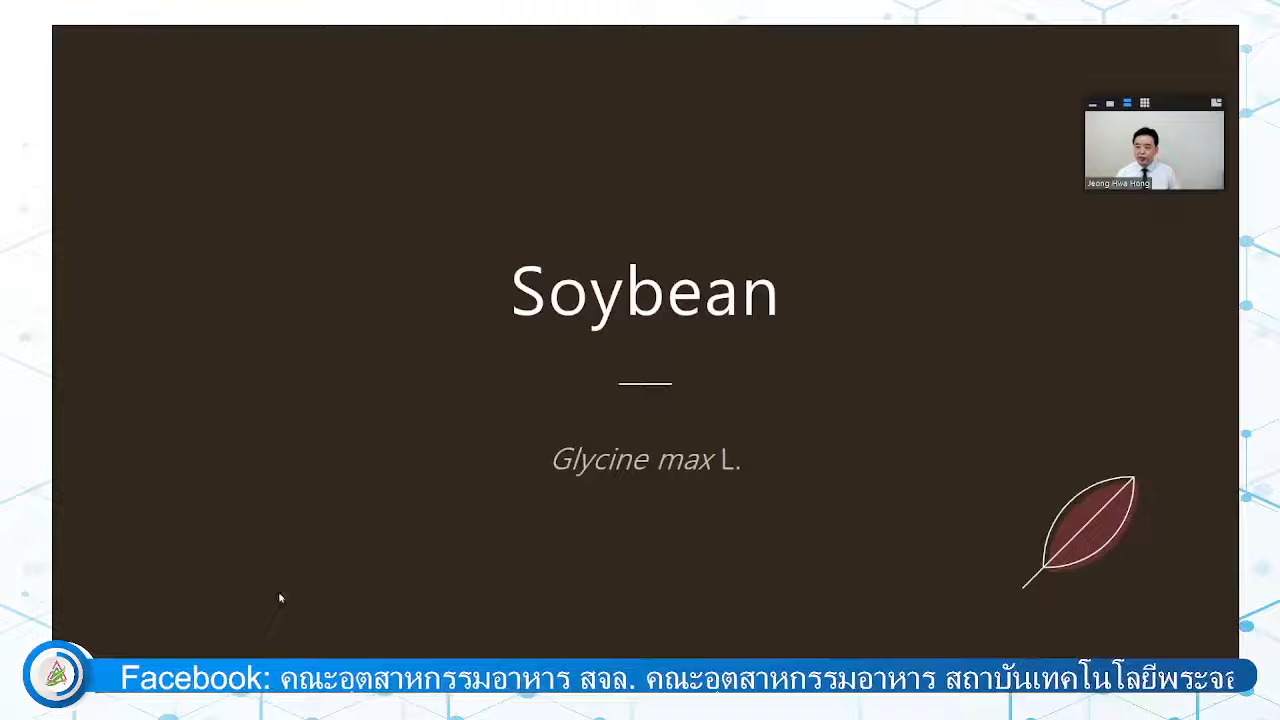 Jeong Hwa Hong
Soybean
Glycine max L.
Facebook: คณะอุตสาหกรรมอาหาร สจล. คณะอุตสาหกรรมอาหาร สถาบันเทคโนโลยีพระจอ